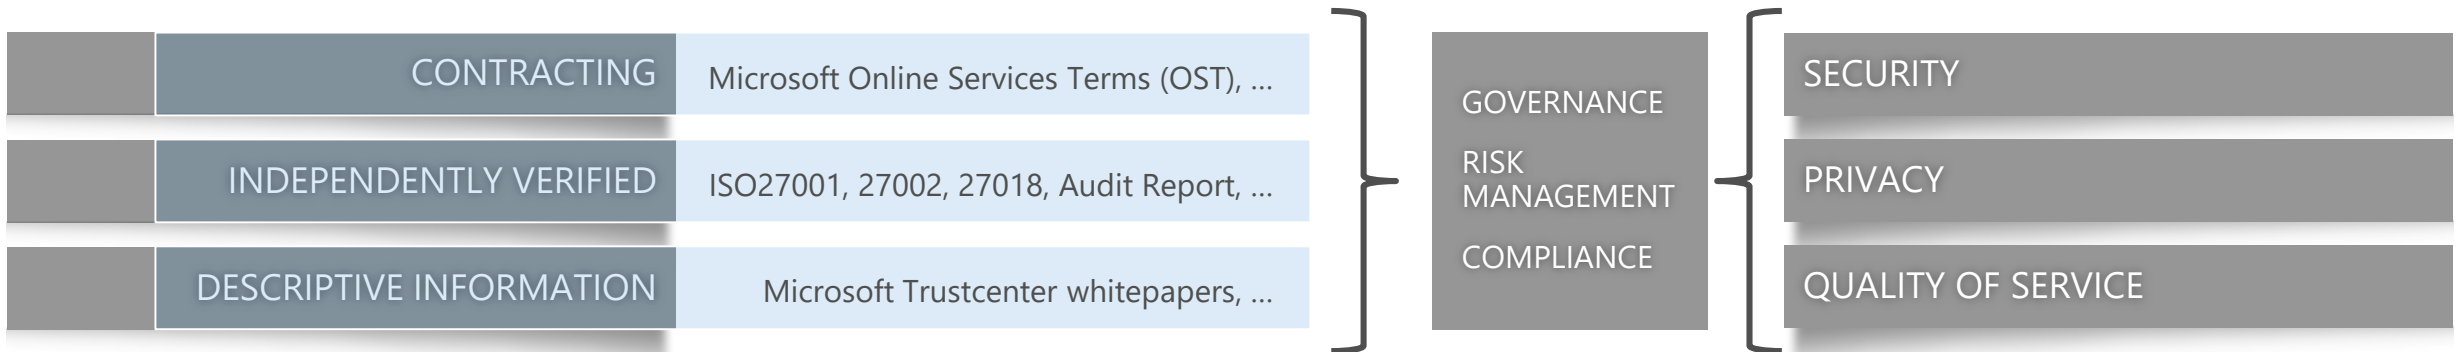 CONTRACTING
Microsoft Online Services Terms (OST), ...
INDEPENDENTLY VERIFIED
ISO27001, 27002, 27018, Audit Report, ...
DESCRIPTIVE INFORMATION
Microsoft Trustcenter whitepapers, ...
GOVERNANCE
RISK
MANAGEMENT
COMPLIANCE
SECURITY
PRIVACY
QUALITY OF SERVICE